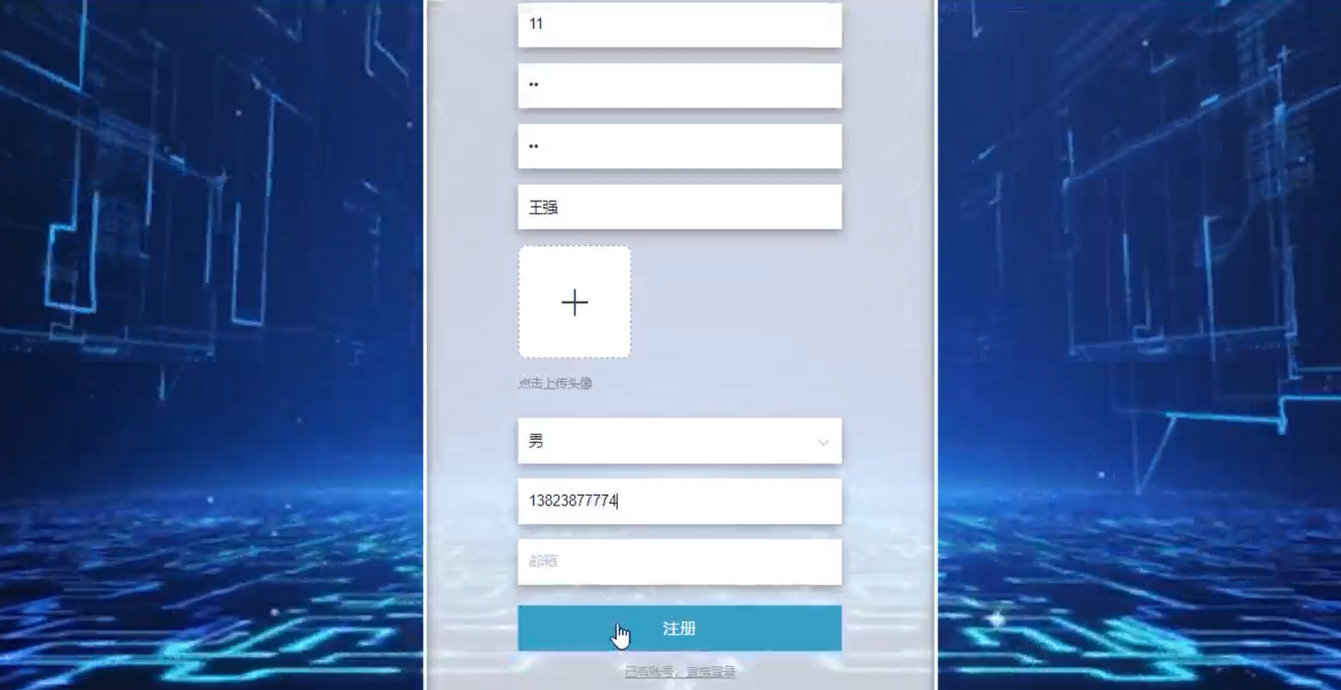 11
••
••
王强
点击上传头像
男
13823877774
邮箱
注册
已有账号，直接登录